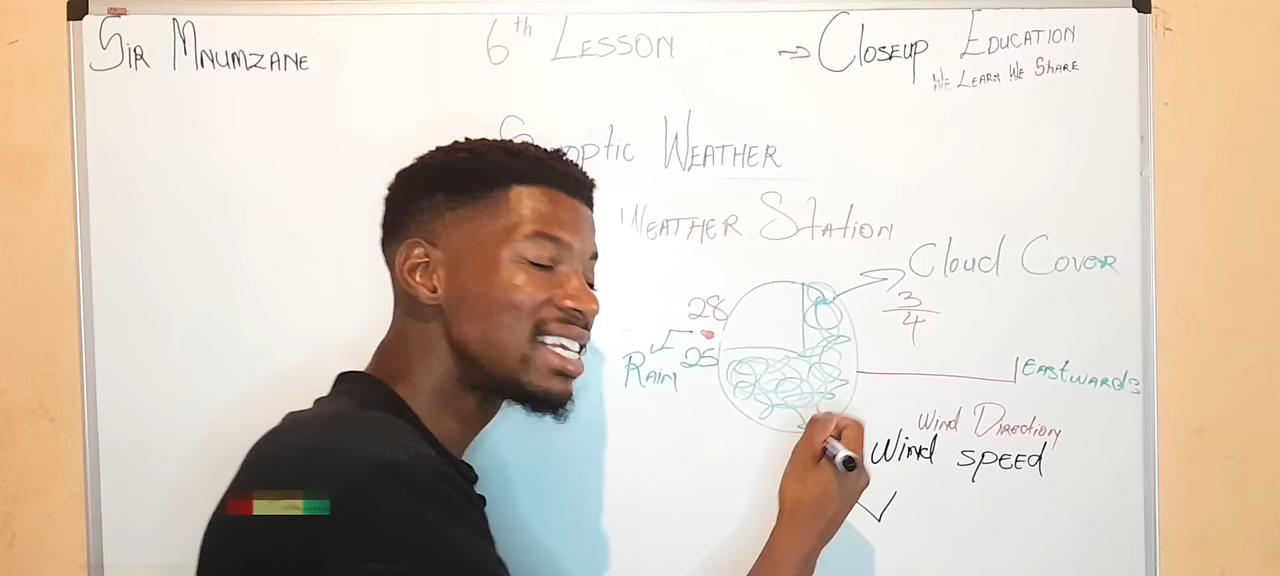 SIR MNUMZANE
6th LESSON
CLOSEUP EDUCATION
WE LEARN WE SHARE
WEATHER
WEATHER STATION
Cloud COVER
3/4
28
RAIN
25
EASTWARDS
WIND DIRECTION
WIND SPEED